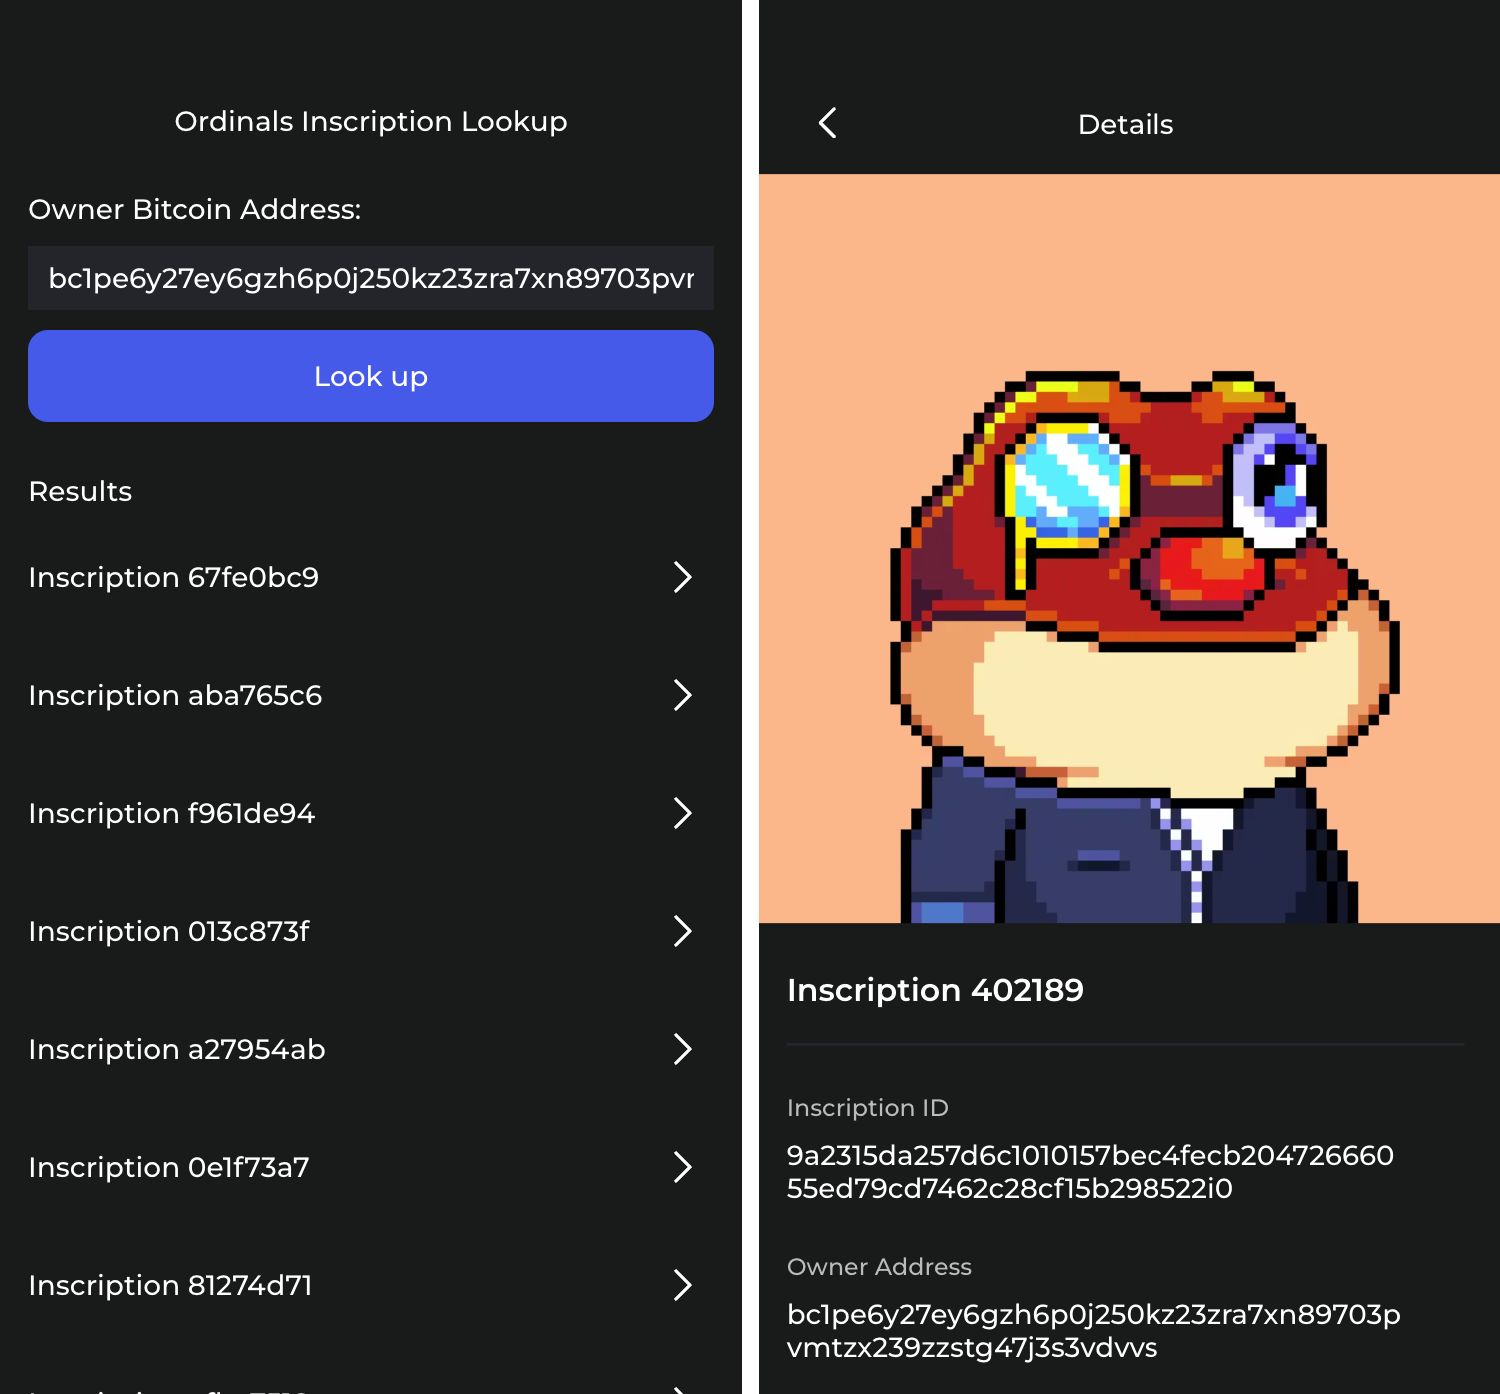 Ordinals Inscription Lookup
Owner Bitcoin Address:
bc1pe6y27ey6gzh6p0j250kz23zra7xn89703pvr
Look up
Results
Inscription 67fe0bc9
Inscription aba765c6
Inscription f961de94
Inscription 013c873f
Inscription a27954ab
Inscription 0e1f73a7
Inscription 81274d71
Details
Inscription 402189
Inscription ID
9a2315da257d6c1010157bec4fecb204726660
55ed79cd7462c28cf15b298522i0
Owner Address
bc1pe6y27ey6gzh6p0j250kz23zra7xn89703p
vmtzx239zzstg47j3s3vdvvs